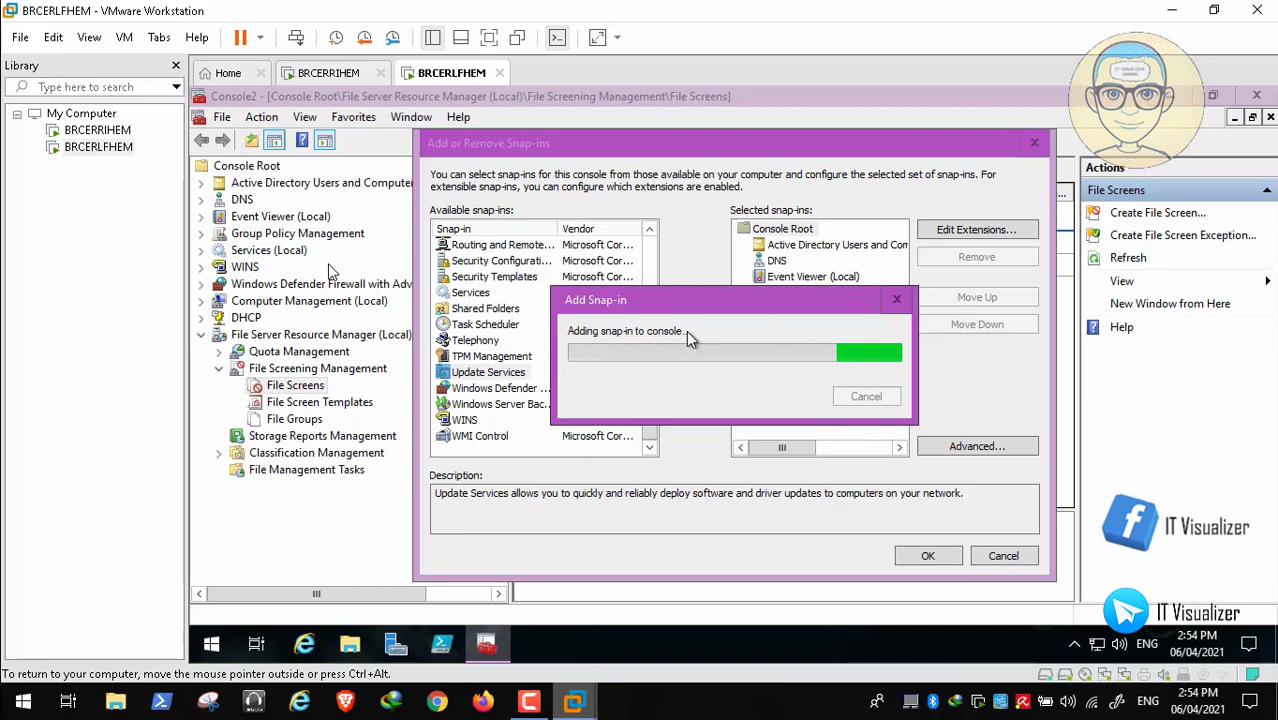 BRCERLFHEM - VMware Workstation
File Edit View VM Tabs Help
Library
Type here to search
My Computer
BRCERRIHEM
BRCERLFHEM
Home BRCERRIHEM BRCERLFHEM
IT VISUALIZER
CHANNEL
Console2 - [Console Root\File Server Resource Manager (Local)\File Screening Management\File Screens]
File Action View Favorites Window Help
Console Root
Active Directory Users and Computer
DNS
Event Viewer (Local)
Group Policy Management
Services (Local)
WINS
Windows Defender Firewall with Adv
Computer Management (Local)
DHCP
File Server Resource Manager (Local)
Quota Management
File Screening Management
File Screens
File Screen Templates
File Groups
Storage Reports Management
Classification Management
File Management Tasks
Add or Remove Snap-ins
You can select snap-ins for this console from those available on your computer and configure the selected set of snap-ins. For
extensible snap-ins, you can configure which extensions are enabled.
Available snap-ins:
Snap-in Vendor
Routing and Remote... Microsoft Cor...
Security Configurati... Microsoft Cor...
Security Templates Microsoft Cor...
Services
Shared Folders
Task Scheduler
Telephony
TPM Management
Update Services
Windows Defender ...
Windows Server Bac...
WINS
WMI Control Microsoft Cor...
Selected snap-ins:
Console Root
Active Directory Users and Com
DNS
Event Viewer (Local)
Edit Extensions...
Remove
Move Up
Move Down
Advanced...
Add Snap-in
Adding snap-in to console...
Cancel
Description:
Update Services allows you to quickly and reliably deploy software and driver updates to computers on your network.
OK Cancel
Actions
File Screens
Create File Screen...
Create File Screen Exception...
Refresh
View
New Window from Here
Help
IT Visualizer
IT Visualizer
ENG
2:54 PM
06/04/2021
To return to your computer, move the mouse pointer outside or press Ctrl+Alt.
ENG
2:54 PM
06/04/2021